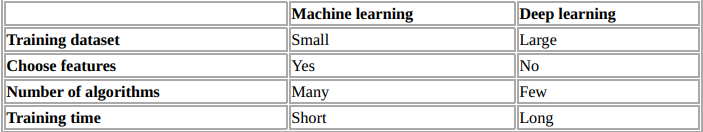 Machine learning Deep learning
Training dataset Small Large
Choose features Yes No
Number of algorithms Many Few
Training time Short Long